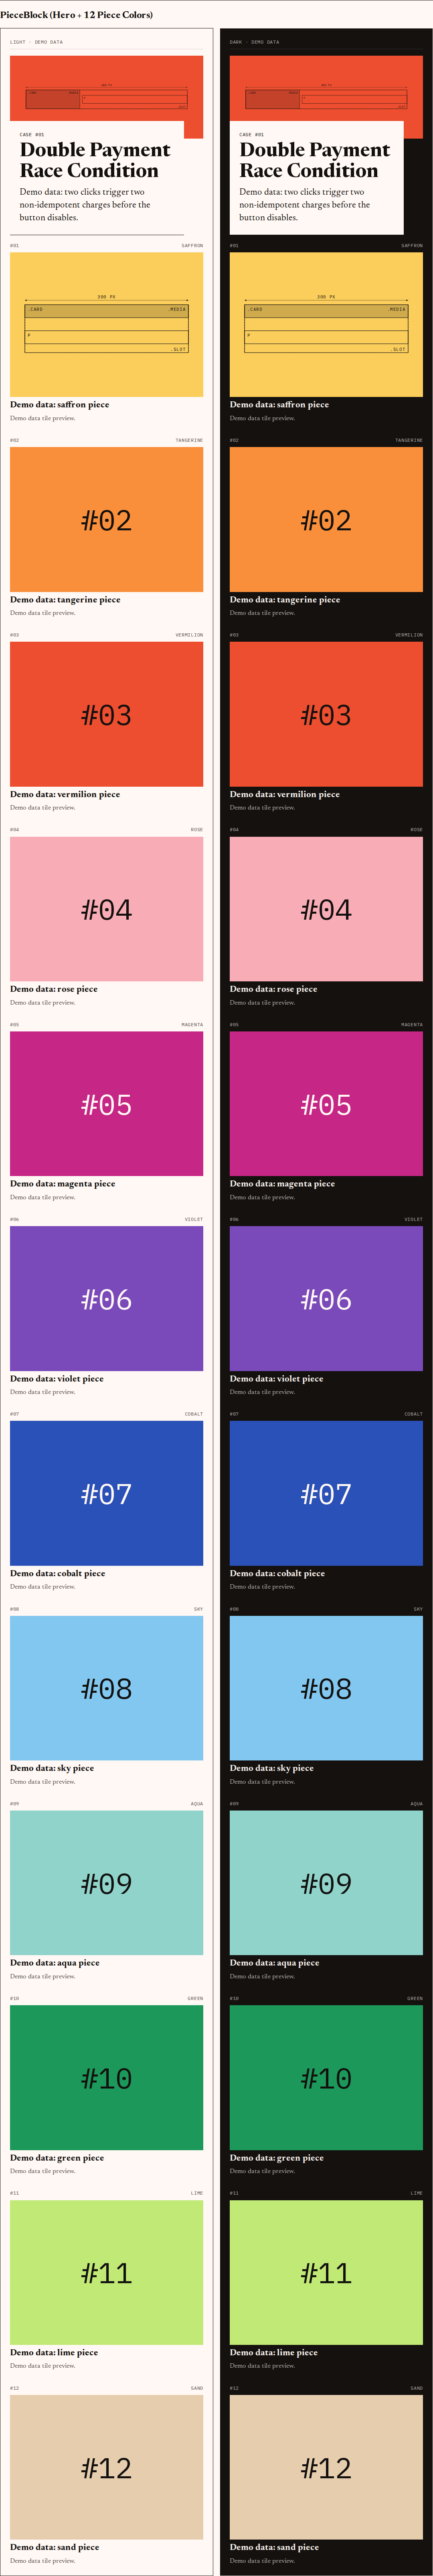 PieceBlock (Hero + 12 Piece Colors)
LIGHT · DEMO DATA
300 PX
.CARD .MEDIA
P
.SLOT
CASE #01
Double Payment
Race Condition
Demo data: two clicks trigger two
non-idempotent charges before the
button disables.
#01 SAFFRON
300 PX
.CARD .MEDIA
P
.SLOT
Demo data: saffron piece
Demo data tile preview.
#02 TANGERINE
#02
Demo data: tangerine piece
Demo data tile preview.
#03 VERMILION
#03
Demo data: vermilion piece
Demo data tile preview.
#04 ROSE
#04
Demo data: rose piece
Demo data tile preview.
#05 MAGENTA
#05
Demo data: magenta piece
Demo data tile preview.
#06 VIOLET
#06
Demo data: violet piece
Demo data tile preview.
#07 COBALT
#07
Demo data: cobalt piece
Demo data tile preview.
#08 SKY
#08
Demo data: sky piece
Demo data tile preview.
#09 AQUA
#09
Demo data: aqua piece
Demo data tile preview.
#10 GREEN
#10
Demo data: green piece
Demo data tile preview.
#11 LIME
#11
Demo data: lime piece
Demo data tile preview.
#12 SAND
#12
Demo data: sand piece
Demo data tile preview.
DARK · DEMO DATA
300 PX
.CARD .MEDIA
P
.SLOT
CASE #01
Double Payment
Race Condition
Demo data: two clicks trigger two
non-idempotent charges before the
button disables.
#01 SAFFRON
300 PX
.CARD .MEDIA
P
.SLOT
Demo data: saffron piece
Demo data tile preview.
#02 TANGERINE
#02
Demo data: tangerine piece
Demo data tile preview.
#03 VERMILION
#03
Demo data: vermilion piece
Demo data tile preview.
#04 ROSE
#04
Demo data: rose piece
Demo data tile preview.
#05 MAGENTA
#05
Demo data: magenta piece
Demo data tile preview.
#06 VIOLET
#06
Demo data: violet piece
Demo data tile preview.
#07 COBALT
#07
Demo data: cobalt piece
Demo data tile preview.
#08 SKY
#08
Demo data: sky piece
Demo data tile preview.
#09 AQUA
#09
Demo data: aqua piece
Demo data tile preview.
#10 GREEN
#10
Demo data: green piece
Demo data tile preview.
#11 LIME
#11
Demo data: lime piece
Demo data tile preview.
#12 SAND
#12
Demo data: sand piece
Demo data tile preview.